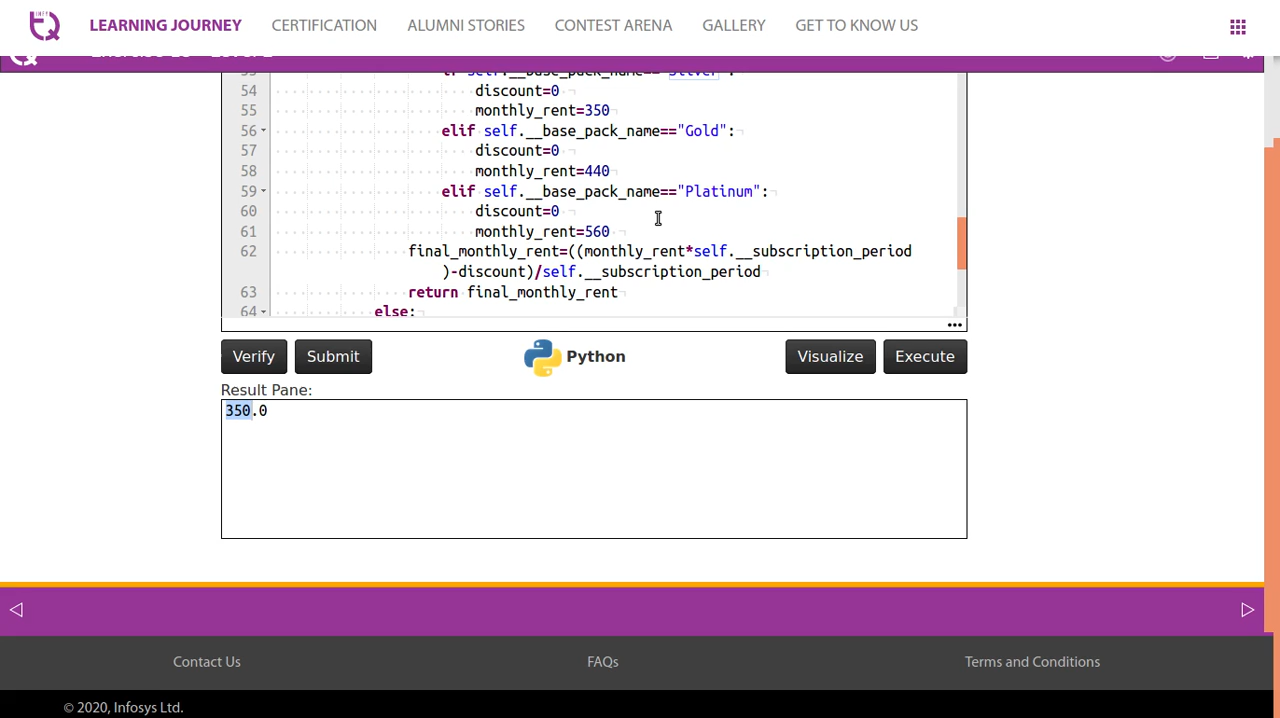 LEARNING JOURNEY CERTIFICATION ALUMNI STORIES CONTEST ARENA GALLERY GET TO KNOW US
54 discount=0
55 monthly_rent=350
56 elif self.__base_pack_name=="Gold":
57 discount=0
58 monthly_rent=440
59 elif self.__base_pack_name=="Platinum":
60 discount=0
61 monthly_rent=560
62 final_monthly_rent=((monthly_rent*self.__subscription_period
)-discount)/self.__subscription_period
63 return final_monthly_rent
64 else:
Verify Submit Python Visualize Execute
Result Pane:
350.0
Contact Us FAQs Terms and Conditions
© 2020, Infosys Ltd.